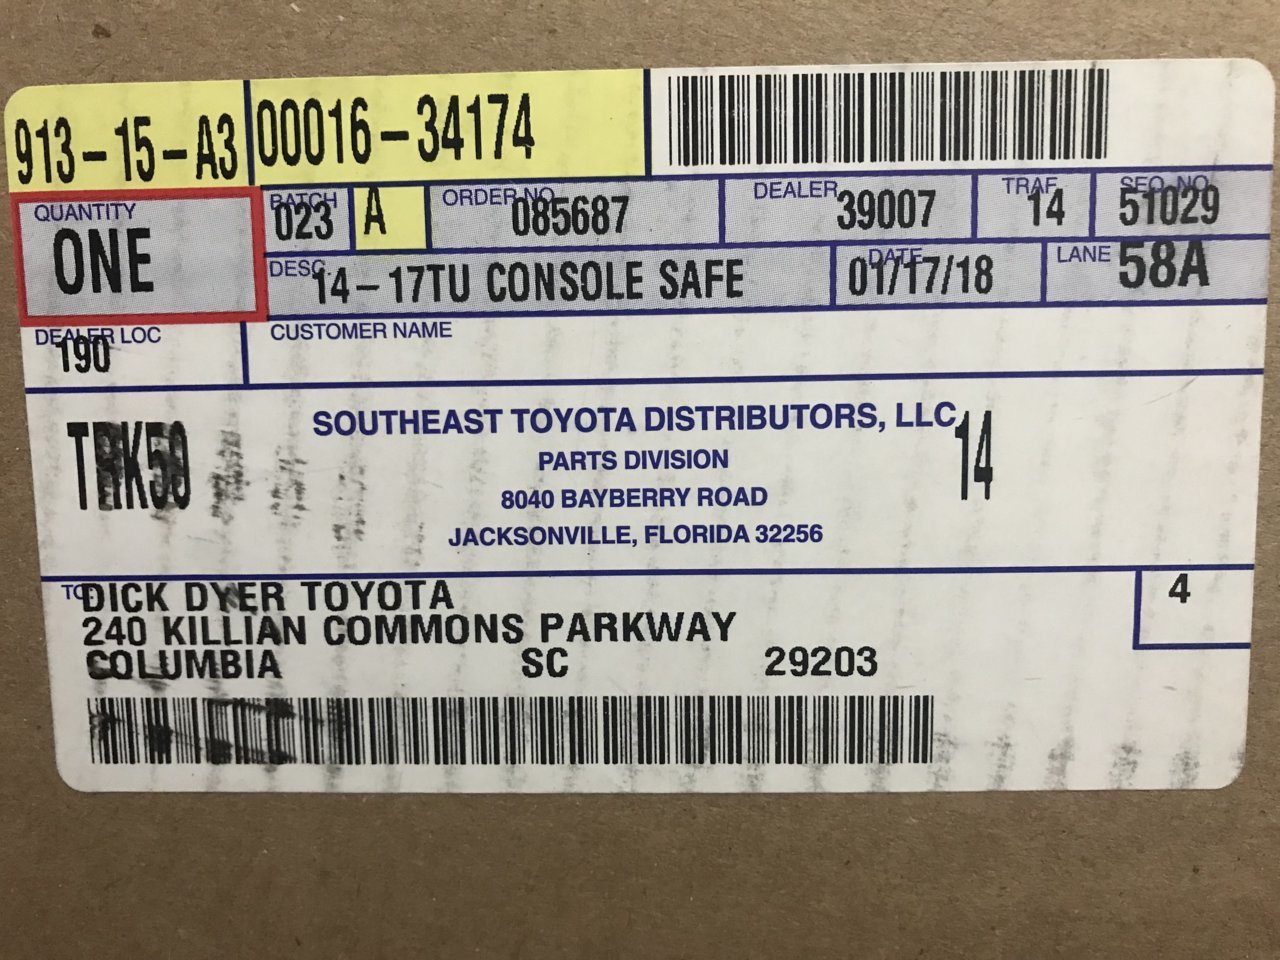 913-15-A3 00016-34174
QUANTITY ONE
BATCH 023 A ORDER NO. 085687 DEALER 39007 TRAF. 14 SEQ. NO. 51029
DESC. 14-17TU CONSOLE SAFE DATE 01/17/18 LANE 58A
DEALER LOC 190 CUSTOMER NAME
SOUTHEAST TOYOTA DISTRIBUTORS, LLC
TRK59 14
PARTS DIVISION
8040 BAYBERRY ROAD
JACKSONVILLE, FLORIDA 32256
TO: DICK DYER TOYOTA 4
240 KILLIAN COMMONS PARKWAY
COLUMBIA SC 29203